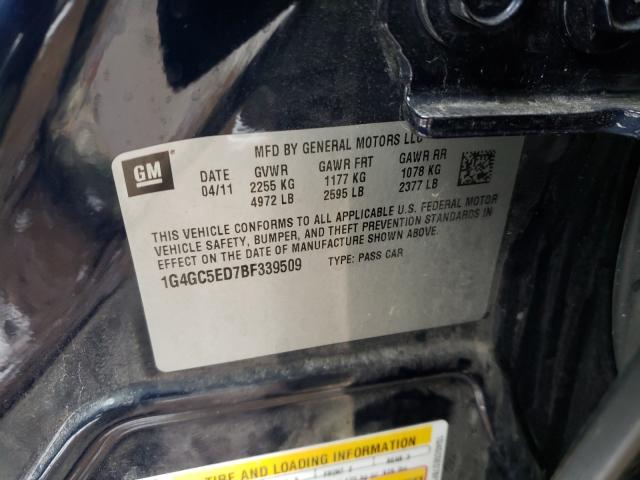 MFD BY GENERAL MOTORS LLC
GM
DATE GVWR GAWR FRT GAWR RR
04/11 2255 KG 1177 KG 1078 KG
4972 LB 2595 LB 2377 LB
THIS VEHICLE CONFORMS TO ALL APPLICABLE U.S. FEDERAL MOTOR
VEHICLE SAFETY, BUMPER, AND THEFT PREVENTION STANDARDS IN
EFFECT ON THE DATE OF MANUFACTURE SHOWN ABOVE.
1G4GC5ED7BF339509 TYPE: PASS CAR
TIRE AND LOADING INFORMATION